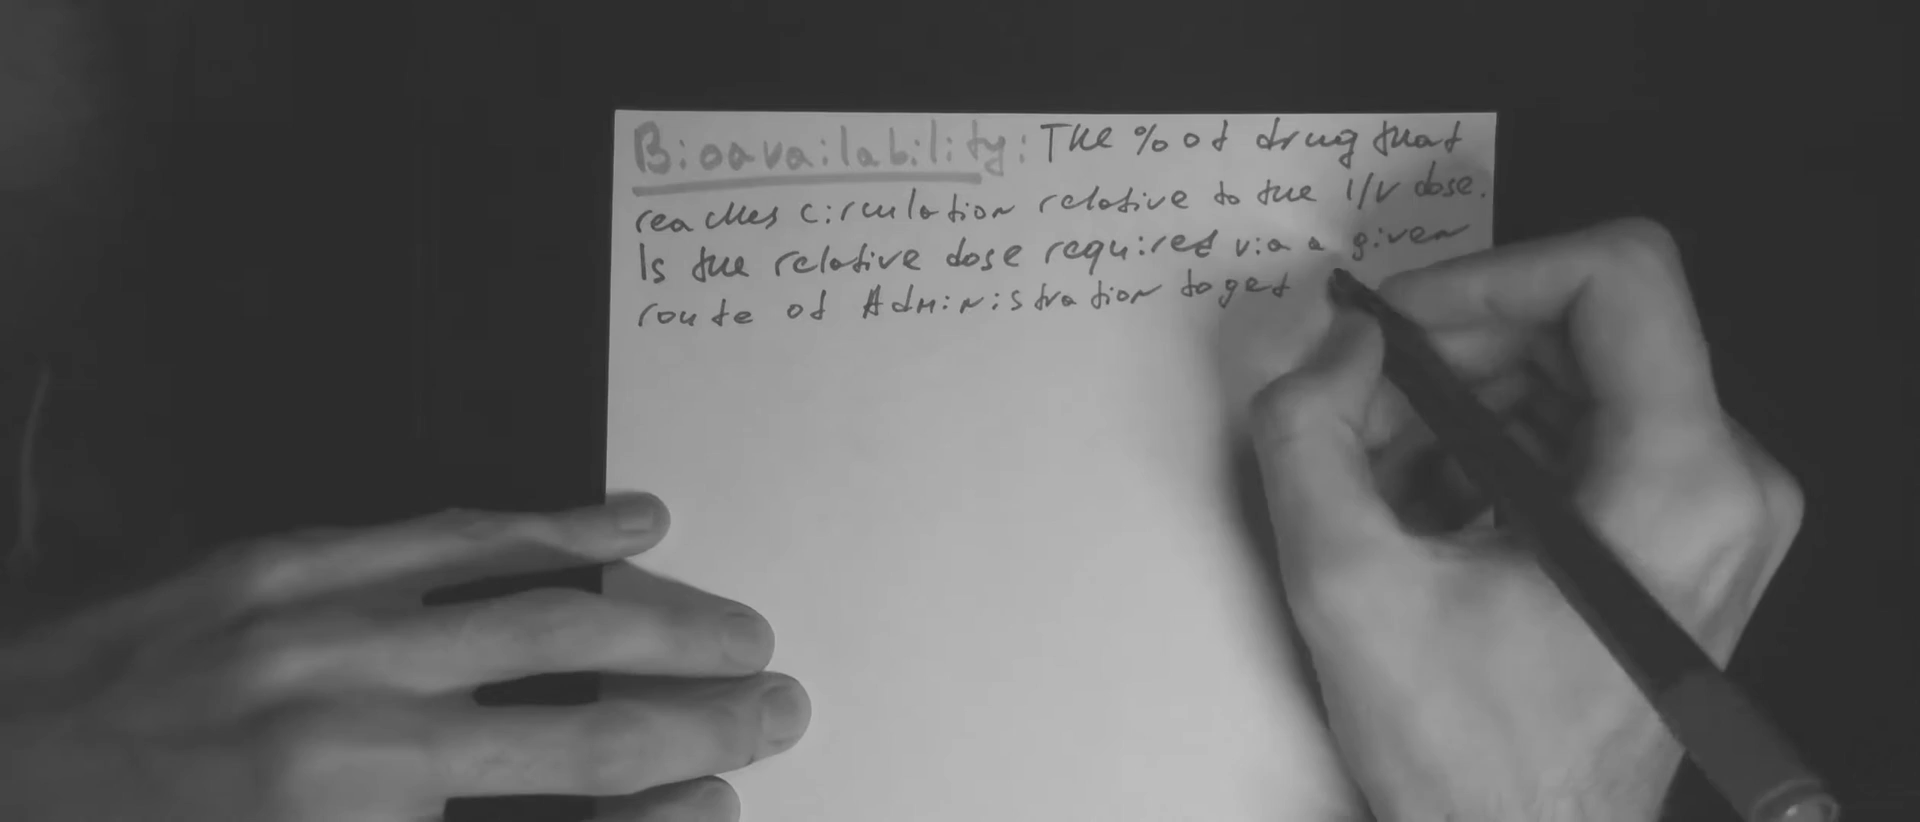 Bioavailability: The % of drug that
reaches circulation relative to the I/V dose.
Is the relative dose required via a given
route of Administration to get